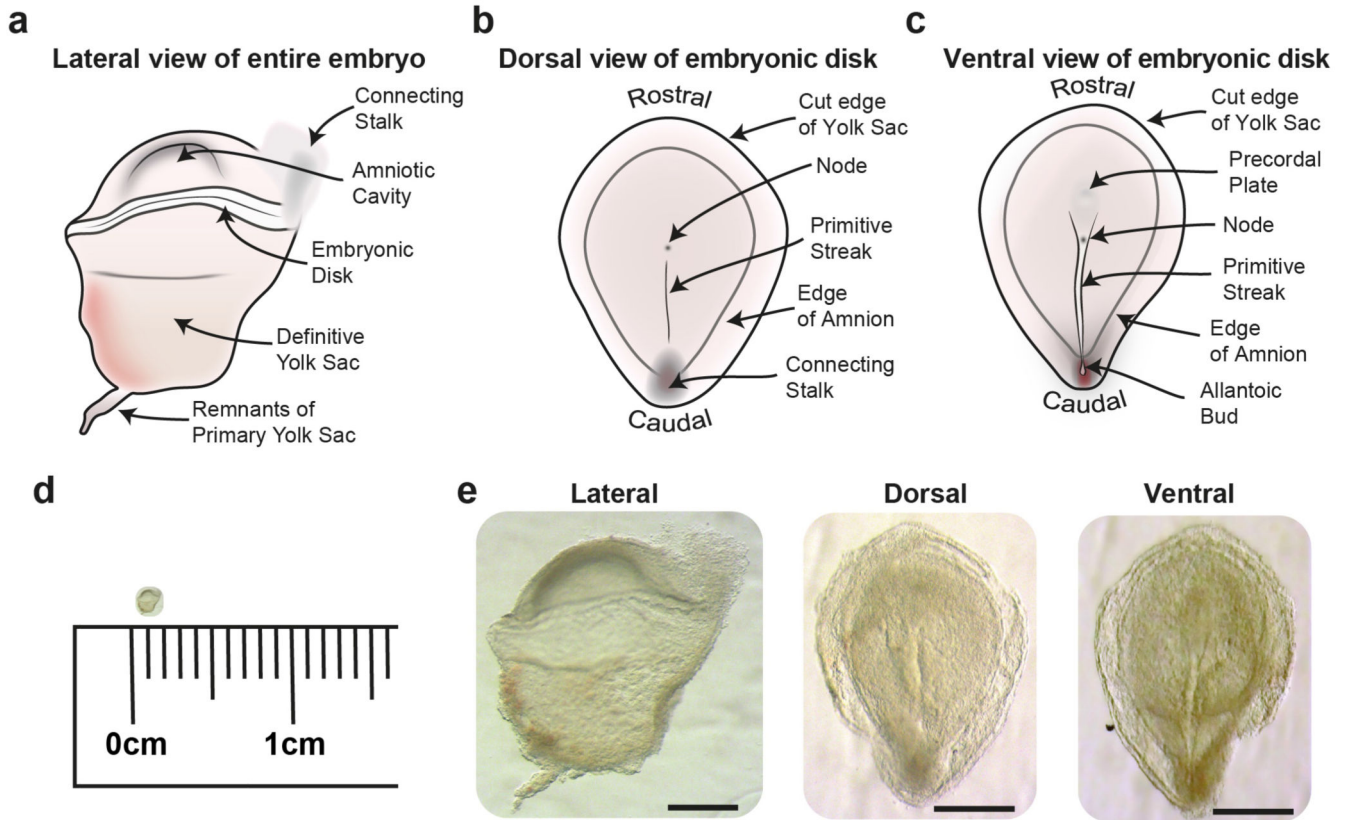 a
Lateral view of entire embryo
Connecting
Stalk
Amniotic
Cavity
Embryonic
Disk
Definitive
Yolk Sac
Remnants of
Primary Yolk Sac
b
Dorsal view of embryonic disk
Rostral
Cut edge
of Yolk Sac
Node
Primitive
Streak
Edge
of Amnion
Connecting
Stalk
Caudal
c
Ventral view of embryonic disk
Rostral
Cut edge
of Yolk Sac
Precordal
Plate
Node
Primitive
Streak
Edge
of Amnion
Allantoic
Bud
Caudal
d
0cm 1cm
e
Lateral
Dorsal
Ventral